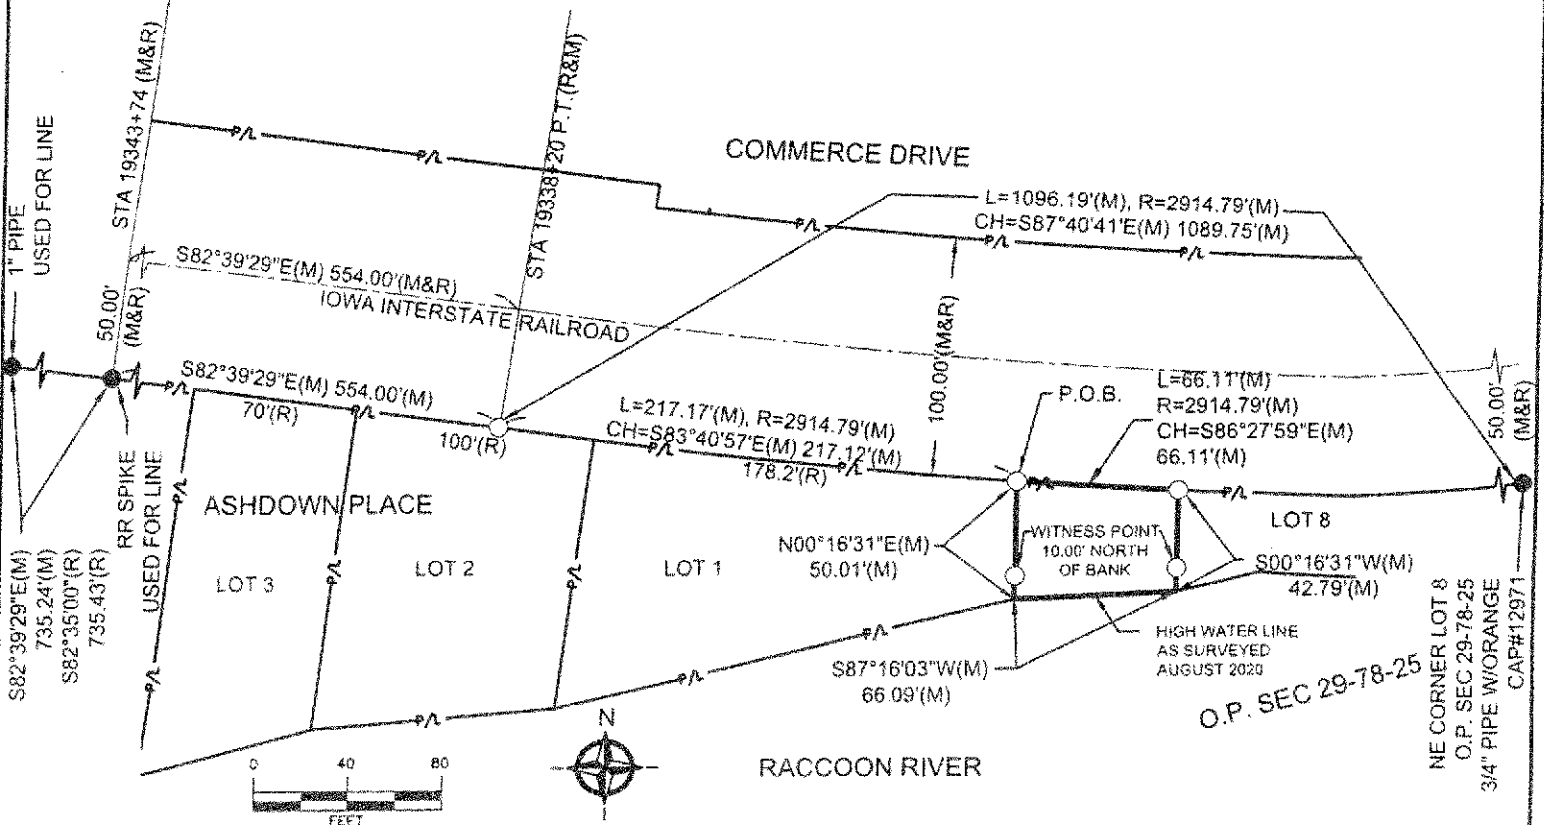 1" PIPE
USED FOR LINE
STA 19343+74 (M&R)
STA 19338+20 P.T.(R&M)
COMMERCE DRIVE
L=1096.19'(M), R=2914.79'(M)
CH=S87°40'41'E(M) 1089.75'(M)
P/L
P/L
P/L
P/L
P/L
S82°39'29"E(M) 554.00'(M&R)
IOWA INTERSTATE RAILROAD
50.00'
(M&R)
100.00'(M&R)
S82°39'29"E(M) 554.00'(M)
70'(R)
100'(R)
P/L
P/L
L=217.17'(M), R=2914.79'(M)
CH=S83°40'57'E(M) 217.12'(M)
178.2'(R)
P/L
P/L
P.O.B.
L=66.11'(M)
R=2914.79'(M)
CH=S86°27'59"E(M)
66.11'(M)
P/L
P/L
50.00'
(M&R)
LOT 8
RR SPIKE
USED FOR LINE
ASHDOWN PLACE
LOT 3
LOT 2
LOT 1
P/L
P/L
P/L
P/L
N00°16'31"E(M)
50.01'(M)
WITNESS POINT
10.00' NORTH
OF BANK
S00°16'31"W(M)
42.79'(M)
S82°39'29"E(M)
735.24'(M)
S82°35'00"(R)
735.43'(R)
P/L
P/L
P/L
S87°16'03"W(M)
66.09'(M)
HIGH WATER LINE
AS SURVEYED
AUGUST 2020
O.P. SEC 29-78-25
NE CORNER LOT 8
O.P. SEC 29-78-25
3/4" PIPE W/ORANGE
CAP#12971
N
RACCOON RIVER
0 40 80
FEET